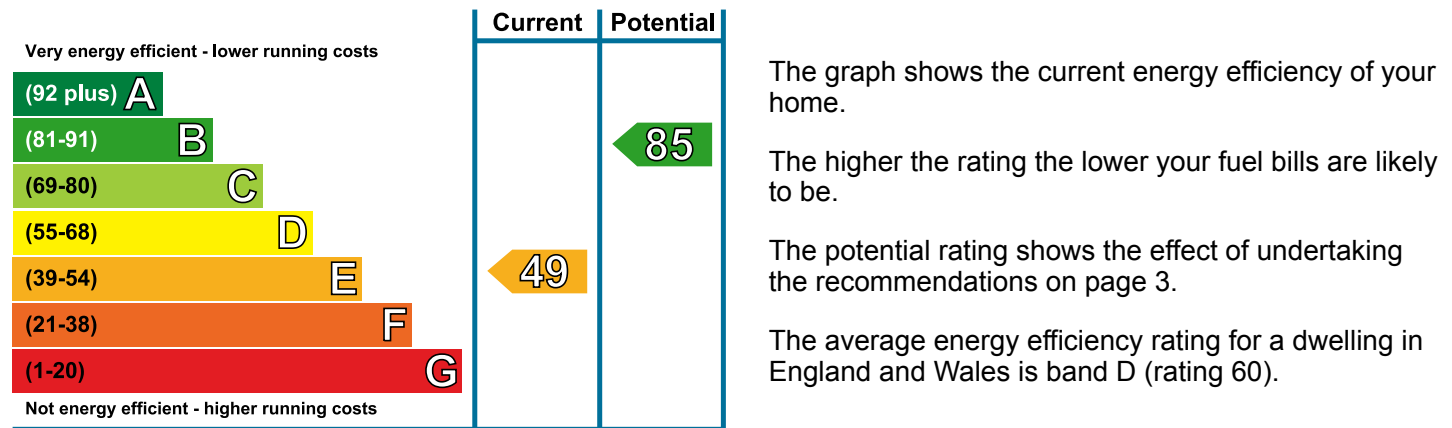 Current Potential
Very energy efficient - lower running costs
(92 plus) A
(81-91) B
85
(69-80) C
(55-68) D
(39-54) E
49
(21-38) F
(1-20) G
Not energy efficient - higher running costs
The graph shows the current energy efficiency of your
home.
The higher the rating the lower your fuel bills are likely
to be.
The potential rating shows the effect of undertaking
the recommendations on page 3.
The average energy efficiency rating for a dwelling in
England and Wales is band D (rating 60).